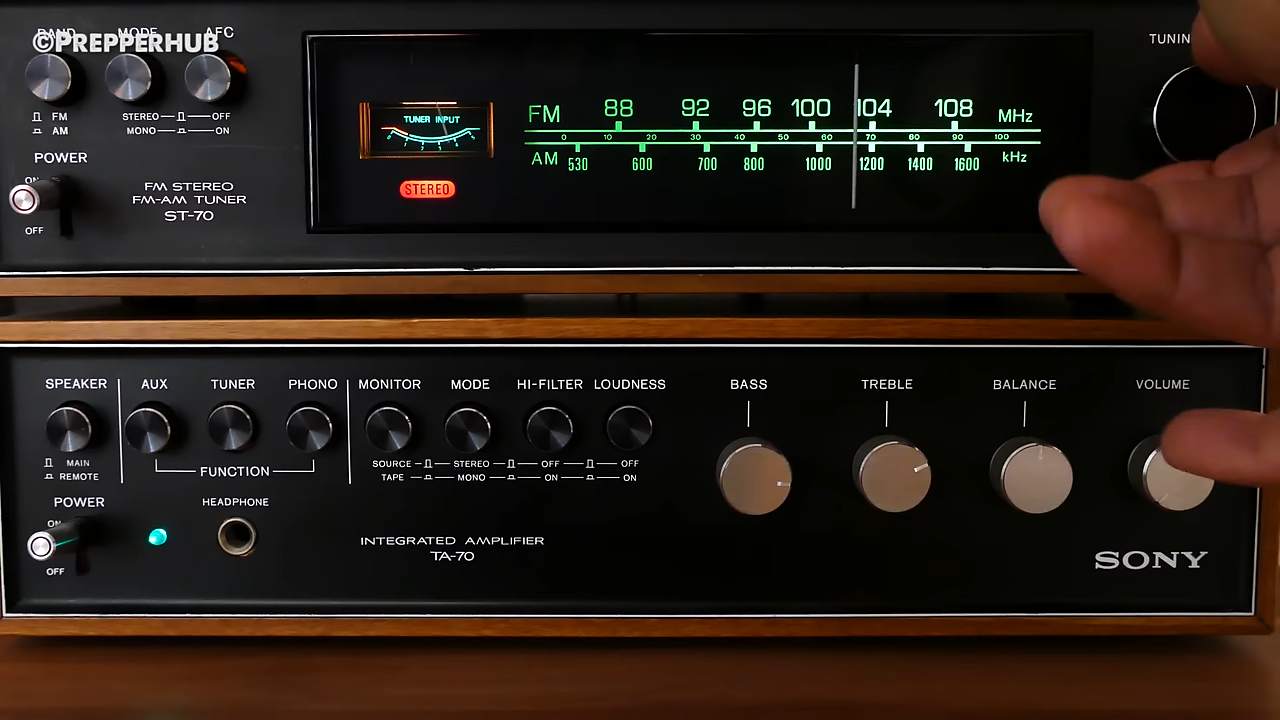 ©PREPPERHUB
BAND MODE AFC
TUNIN
FM
AM
STEREO OFF
MONO ON
POWER
ON
OFF
FM STEREO
FM-AM TUNER
ST-70
TUNER INPUT
STEREO
FM 88 92 96 100 104 108 MHz
0 10 20 30 40 50 60 70 80 90 100
AM 530 600 700 800 1000 1200 1400 1600 kHz
SPEAKER AUX TUNER PHONO MONITOR MODE HI-FILTER LOUDNESS BASS TREBLE BALANCE VOLUME
MAIN
REMOTE
FUNCTION
SOURCE STEREO OFF OFF
TAPE MONO ON ON
POWER
ON
OFF
HEADPHONE
INTEGRATED AMPLIFIER
TA-70
SONY